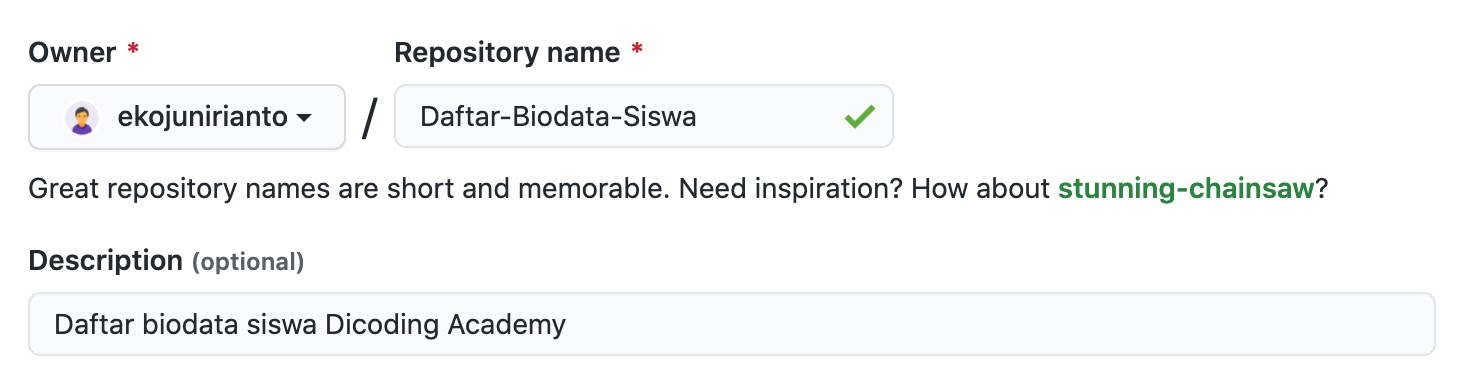 Owner * Repository name *
ekojunirianto / Daftar-Biodata-Siswa
Great repository names are short and memorable. Need inspiration? How about stunning-chainsaw?
Description (optional)
Daftar biodata siswa Dicoding Academy